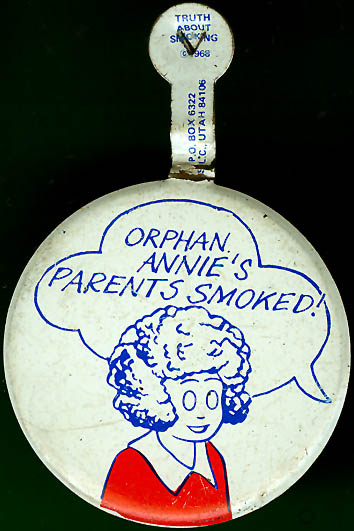 TRUTH
ABOUT
SMOKING
© 1968
P.O. BOX 6322
S.L.C., UTAH 84106
ORPHAN
ANNIE'S
PARENTS SMOKED!